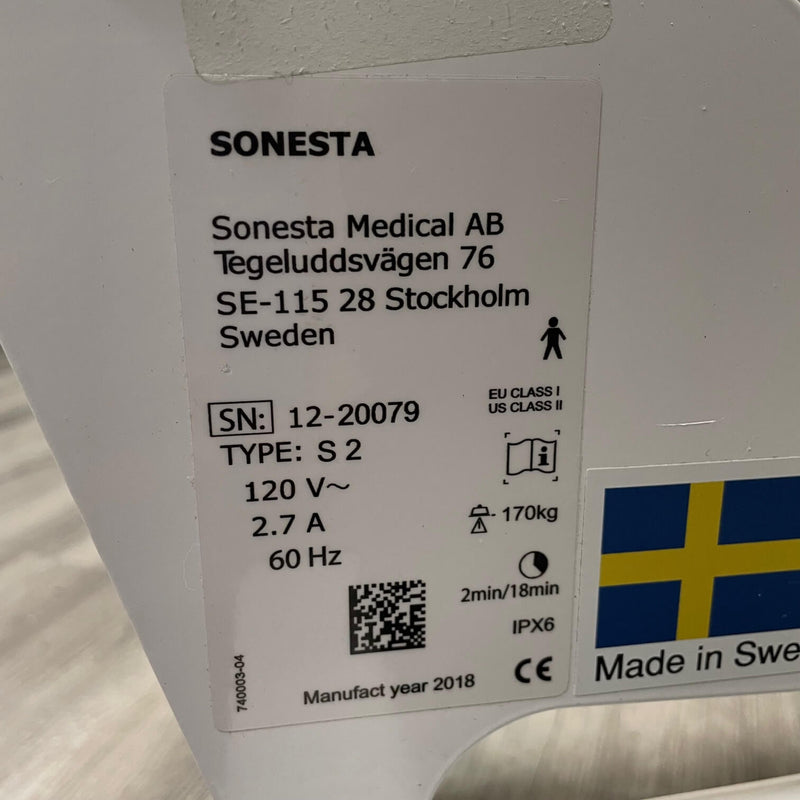 SONESTA
Sonesta Medical AB
Tegeluddsvägen 76
SE-115 28 Stockholm
Sweden
EU CLASS I
US CLASS II
SN: 12-20079
TYPE: S 2
120 V~
2.7 A
60 Hz
170kg
2min/18min
IPX6
CE
740003-04
Manufact year 2018
Made in Swe